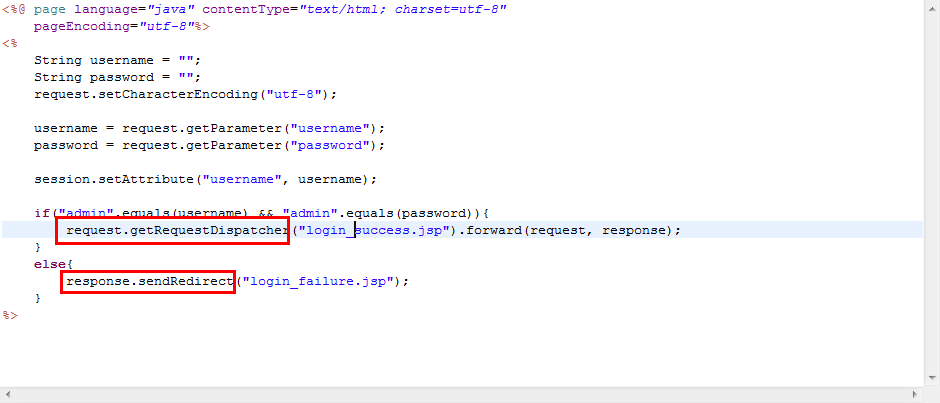 <%@ page language="java" contentType="text/html; charset=utf-8"
    pageEncoding="utf-8"%>
<%
    String username = "";
    String password = "";
    request.setCharacterEncoding("utf-8");

    username = request.getParameter("username");
    password = request.getParameter("password");

    session.setAttribute("username", username);

    if("admin".equals(username) && "admin".equals(password)){
        request.getRequestDispatcher("login_success.jsp").forward(request, response);
    }
    else{
        response.sendRedirect("login_failure.jsp");
    }
%>